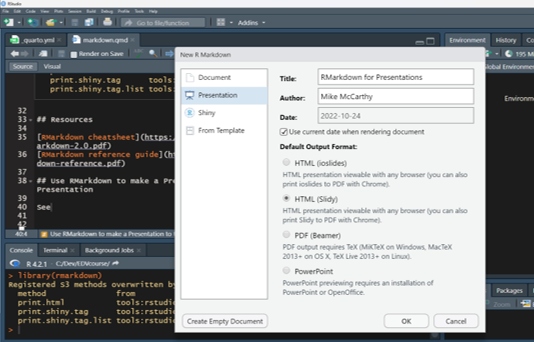 RStudio
File Edit Code View Plots Session Build Debug Profile Tools Help
Go to file/function
Addins
quarto.yml
markdown.qmd
Render on Save
Source Visual
print.shiny.tag tools:
print.shiny.tag.list tools:
32
33 ## Resources
34
35 [RMarkdown cheatsheet](https:
arkdown-2.0.pdf)
36 [RMarkdown reference guide](h
down-reference.pdf)
37
38 ## Use RMarkdown to make a Pre
Presentation
39
40 See
41
42
40:4 Use RMarkdown to make a Presentation to
Console Terminal Background Jobs
R 4.2.1 · C:/Dev/EDVcourse/
> library(rmarkdown)
Registered S3 methods overwritten by
method from
print.html tools:rstudio
print.shiny.tag tools:rstudio
print.shiny.tag.list tools:rstudio
>
New R Markdown
Document
Presentation
Shiny
From Template
Title: RMarkdown for Presentations
Author: Mike McCarthy
Date: 2022-10-24
Use current date when rendering document
Default Output Format:
HTML (ioslides)
HTML presentation viewable with any browser (you can also
print ioslides to PDF with Chrome).
HTML (Slidy)
HTML presentation viewable with any browser (you can also
print Slidy to PDF with Chrome).
PDF (Beamer)
PDF output requires TeX (MiKTeX on Windows, MacTeX
2013+ on OS X, TeX Live 2013+ on Linux).
PowerPoint
PowerPoint previewing requires an installation of
PowerPoint or OpenOffice.
Create Empty Document
OK
Cancel
Environment History Co
195 M
Global Environme
Environm
Packages
Zoom